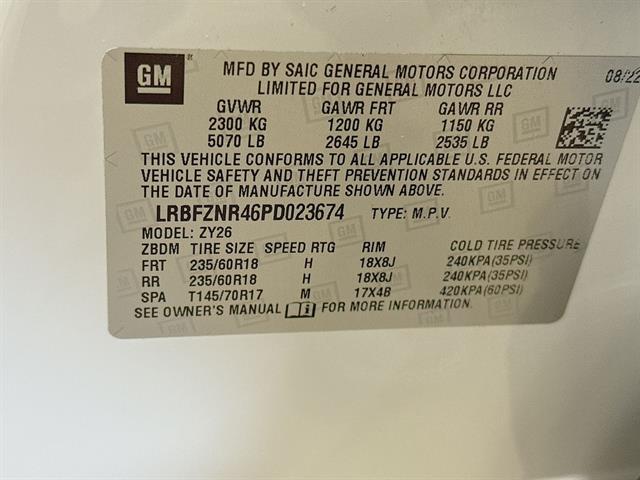 GM MFD BY SAIC GENERAL MOTORS CORPORATION 08/22
LIMITED FOR GENERAL MOTORS LLC
GVWR GAWR FRT GAWR RR
2300 KG 1200 KG 1150 KG
5070 LB 2645 LB 2535 LB
THIS VEHICLE CONFORMS TO ALL APPLICABLE U.S. FEDERAL MOTOR
VEHICLE SAFETY AND THEFT PREVENTION STANDARDS IN EFFECT ON
THE DATE OF MANUFACTURE SHOWN ABOVE.
LRBFZNR46PD023674 TYPE: M.P.V.
MODEL: ZY26
ZBDM TIRE SIZE SPEED RTG RIM COLD TIRE PRESSURE
FRT 235/60R18 H 18X8J 240KPA(35PSI)
RR 235/60R18 H 18X8J 240KPA(35PSI)
SPA T145/70R17 M 17X4B 420KPA(60PSI)
SEE OWNER'S MANUAL FOR MORE INFORMATION.